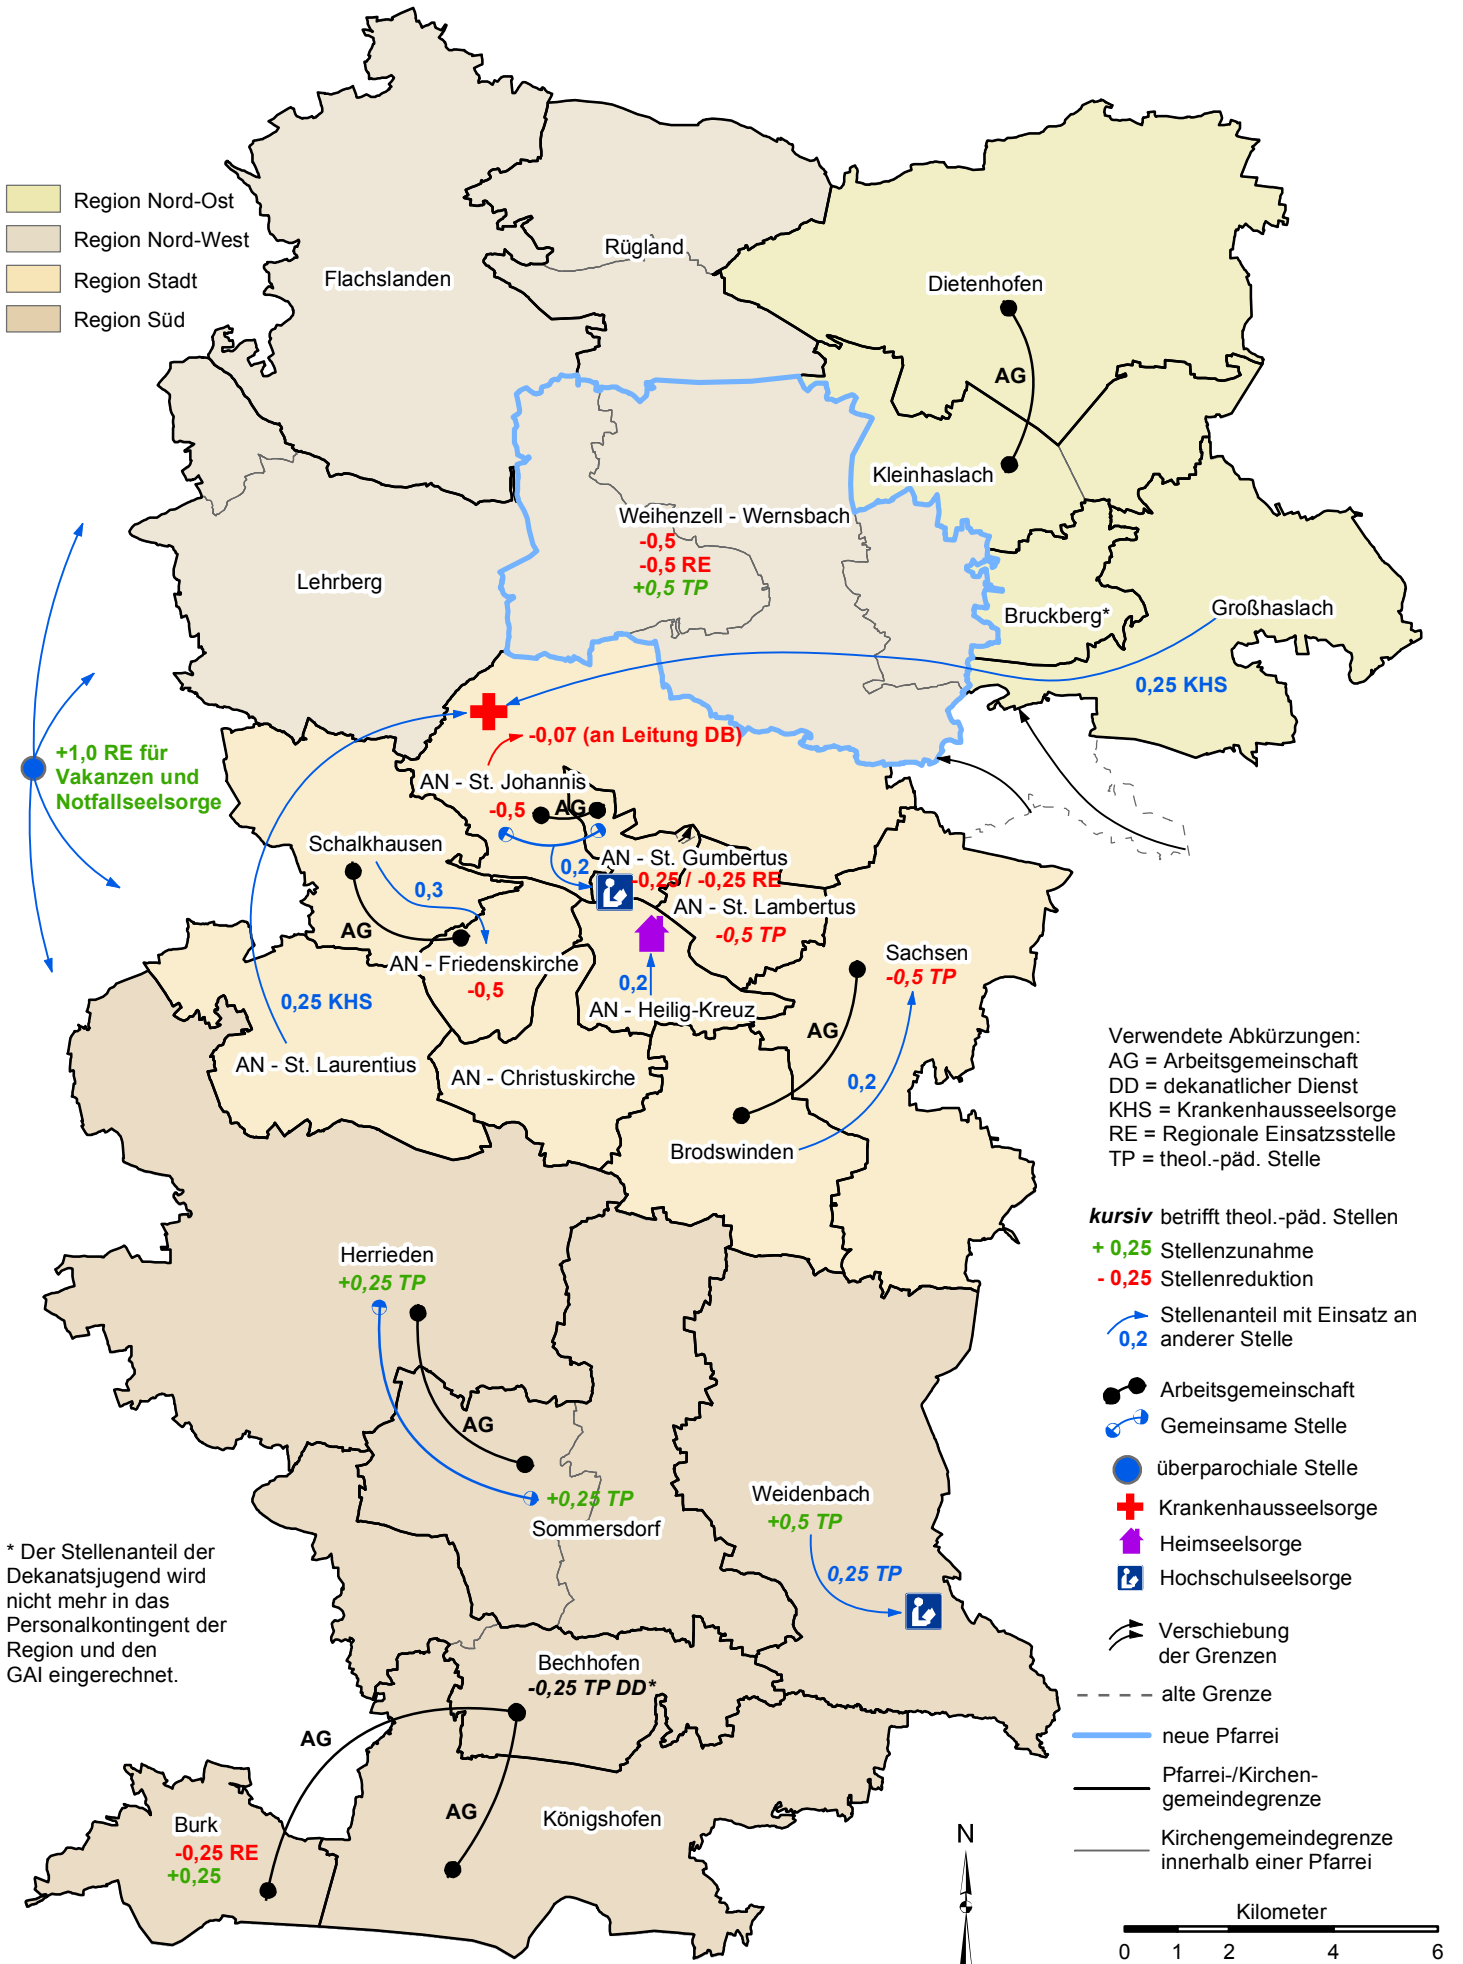 Region Nord-Ost
Region Nord-West
Region Stadt
Region Süd
Rügland
Flachslanden
Dietenhofen
AG
Kleinhaslach
Weihenzell - Wernsbach
-0,5
-0,5 RE
+0,5 TP
Lehrberg
Bruckberg*
Großhaslach
0,25 KHS
+1,0 RE für
Vakanzen und
Notfallseelsorge
-0,07 (an Leitung DB)
AN - St. Johannis
-0,5
AG
Schalkhausen
0,3
AG
0,2
AN - St. Gumbertus
-0,25 / -0,25 RE
AN - St. Lambertus
-0,5 TP
AN - Friedenskirche
-0,5
Sachsen
-0,5 TP
0,2
AN - Heilig-Kreuz
0,25 KHS
AN - St. Laurentius
AN - Christuskirche
AG
0,2
Brodswinden
Herrieden
+0,25 TP
AG
+0,25 TP
Sommersdorf
Weidenbach
+0,5 TP
0,25 TP
* Der Stellenanteil der
Dekanatsjugend wird
nicht mehr in das
Personalkontingent der
Region und den
GAI eingerechnet.
Bechhofen
-0,25 TP DD*
AG
AG
Königshofen
Burk
-0,25 RE
+0,25
Verwendete Abkürzungen:
AG = Arbeitsgemeinschaft
DD = dekanatlicher Dienst
KHS = Krankenhausseelsorge
RE = Regionale Einsatzsstelle
TP = theol.-päd. Stelle
kursiv betrifft theol.-päd. Stellen
+ 0,25 Stellenzunahme
- 0,25 Stellenreduktion
Stellenanteil mit Einsatz an
0,2 anderer Stelle
Arbeitsgemeinschaft
Gemeinsame Stelle
überparochiale Stelle
Krankenhausseelsorge
Heimseelsorge
Hochschulseelsorge
Verschiebung
der Grenzen
alte Grenze
neue Pfarrei
Pfarrei-/Kirchen-
gemeindegrenze
Kirchengemeindegrenze
innerhalb einer Pfarrei
N
Kilometer
0 1 2 4 6